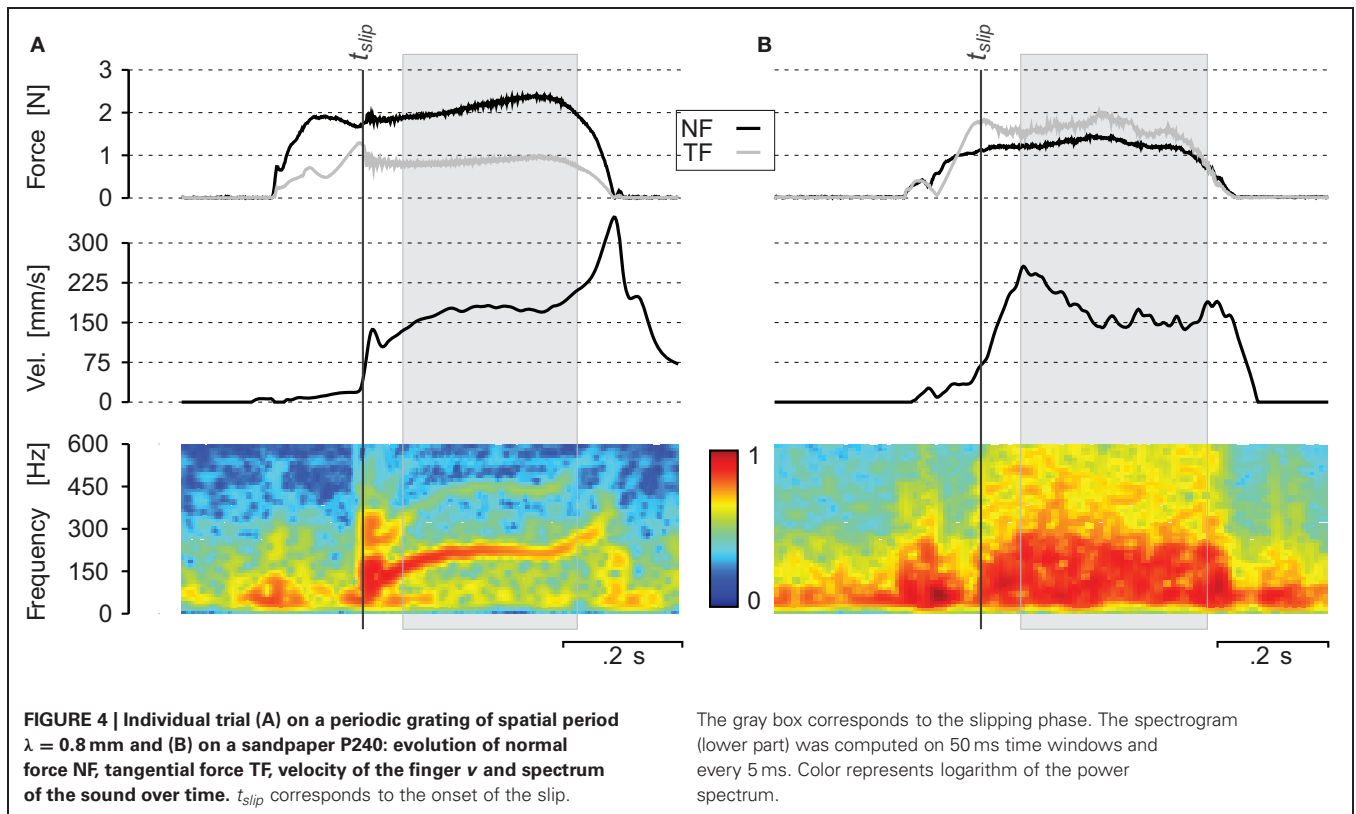 A
B
t_slip
t_slip
3
2
1
0
Force [N]
NF
TF
300
225
150
75
0
Vel. [mm/s]
600
450
300
150
0
Frequency [Hz]
1
0
.2 s
.2 s
FIGURE 4 | Individual trial (A) on a periodic grating of spatial period
λ = 0.8 mm and (B) on a sandpaper P240: evolution of normal
force NF, tangential force TF, velocity of the finger v and spectrum
of the sound over time. t_slip corresponds to the onset of the slip.
The gray box corresponds to the slipping phase. The spectrogram
(lower part) was computed on 50 ms time windows and
every 5 ms. Color represents logarithm of the power
spectrum.